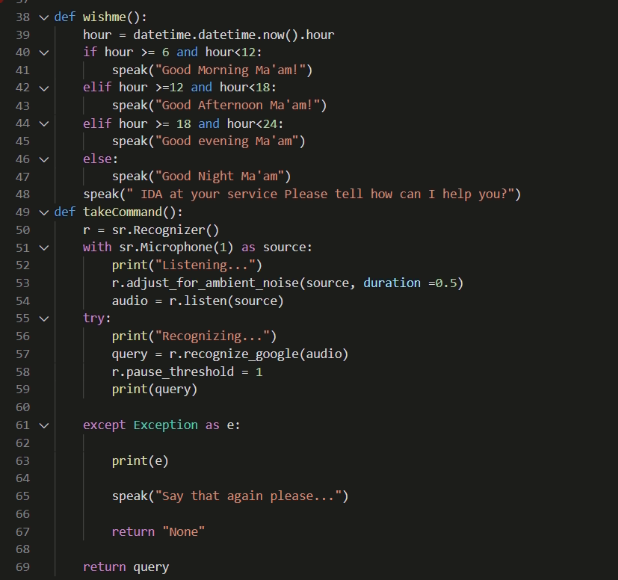 38 def wishme():
39 hour = datetime.datetime.now().hour
40 if hour >= 6 and hour<12:
41 speak("Good Morning Ma'am!")
42 elif hour >=12 and hour<18:
43 speak("Good Afternoon Ma'am!")
44 elif hour >= 18 and hour<24:
45 speak("Good evening Ma'am")
46 else:
47 speak("Good Night Ma'am")
48 speak(" IDA at your service Please tell how can I help you?")
49 def takeCommand():
50 r = sr.Recognizer()
51 with sr.Microphone(1) as source:
52 print("Listening...")
53 r.adjust_for_ambient_noise(source, duration =0.5)
54 audio = r.listen(source)
55 try:
56 print("Recognizing...")
57 query = r.recognize_google(audio)
58 r.pause_threshold = 1
59 print(query)
60
61 except Exception as e:
62
63 print(e)
64
65 speak("Say that again please...")
66
67 return "None"
68
69 return query